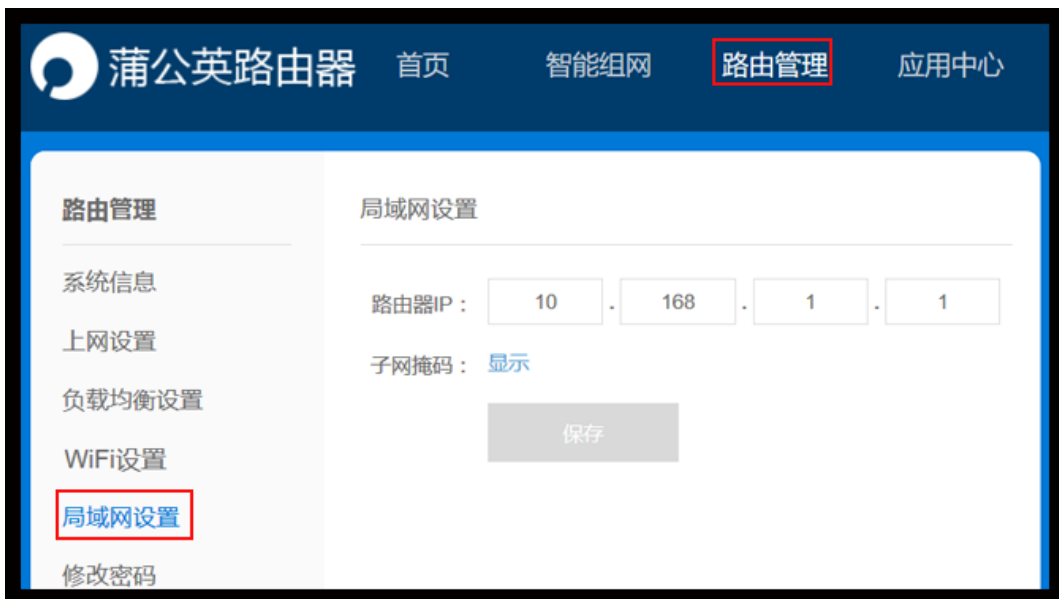 蒲公英路由器 首页 智能组网 路由管理 应用中心
路由管理
系统信息
上网设置
负载均衡设置
WiFi设置
局域网设置
修改密码
局域网设置
路由器IP： 10 . 168 . 1 . 1
子网掩码： 显示
保存